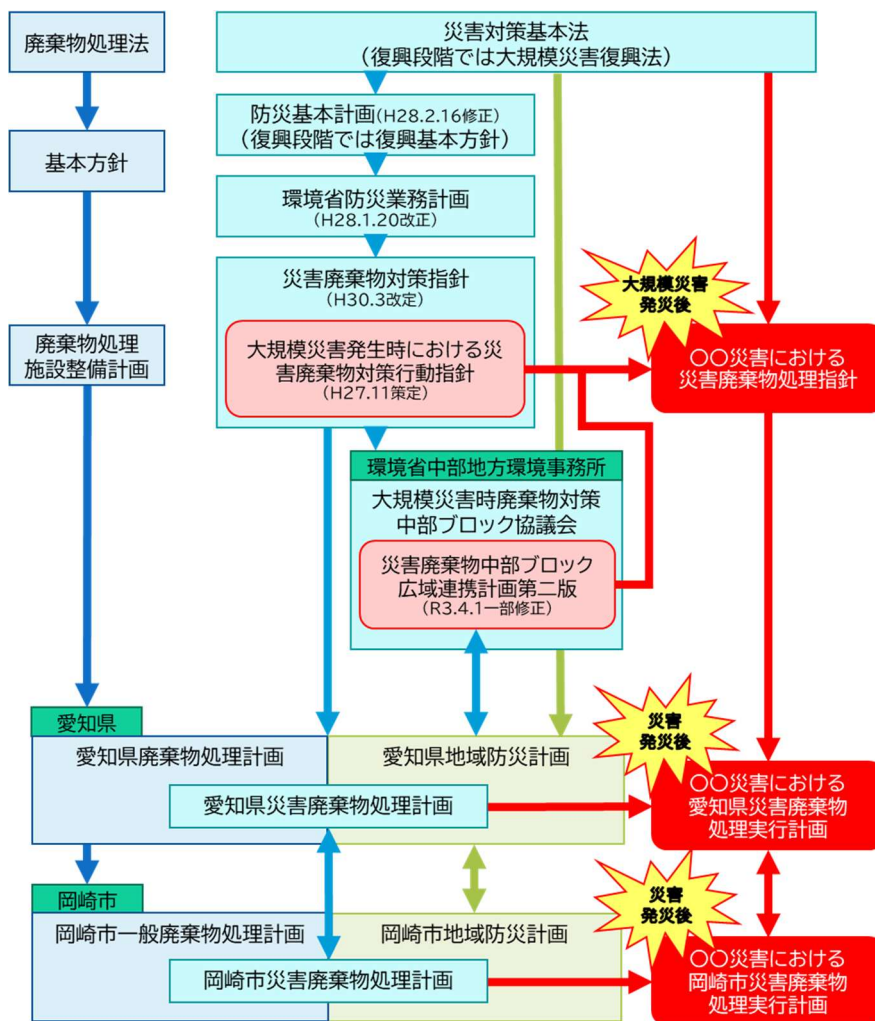 廃棄物処理法
災害対策基本法
(復興段階では大規模災害復興法)
防災基本計画(H28.2.16修正)
(復興段階では復興基本方針)
基本方針
環境省防災業務計画
(H28.1.20改正)
災害廃棄物対策指針
(H30.3改定)
大規模災害
発災後
廃棄物処理
施設整備計画
大規模災害発生時における災
害廃棄物対策行動指針
(H27.11策定)
〇〇災害における
災害廃棄物処理指針
環境省中部地方環境事務所
大規模災害時廃棄物対策
中部ブロック協議会
災害廃棄物中部ブロック
広域連携計画第二版
(R3.4.1一部修正)
愛知県
愛知県廃棄物処理計画
愛知県地域防災計画
災害
発災後
愛知県災害廃棄物処理計画
〇〇災害における
愛知県災害廃棄物
処理実行計画
岡崎市
岡崎市一般廃棄物処理計画
岡崎市地域防災計画
災害
発災後
岡崎市災害廃棄物処理計画
〇〇災害における
岡崎市災害廃棄物
処理実行計画